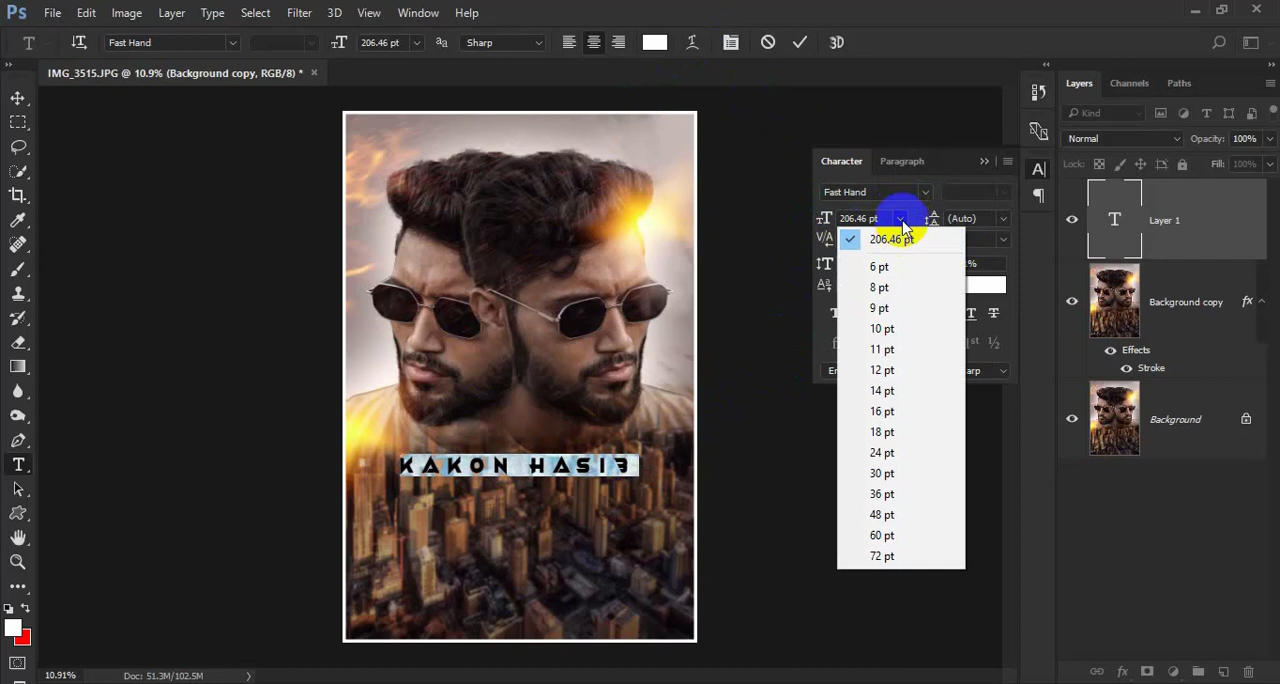 Ps File Edit Image Layer Type Select Filter 3D View Window Help
T Fast Hand 206.46 pt Sharp 3D
IMG_3515.JPG @ 10.9% (Background copy, RGB/8) * ×
Layers Channels Paths
Kind
Normal Opacity: 100%
Lock: Fill: 100%
T Layer 1
Background copy fx
Effects
Stroke
Background
Character Paragraph
Fast Hand
206.46 pt (Auto)
206.46 pt
6 pt
8 pt
9 pt
10 pt
11 pt
12 pt
14 pt
16 pt
18 pt
24 pt
30 pt
36 pt
48 pt
60 pt
72 pt
KAKON HASIB
10.91% Doc: 51.3M/102.5M